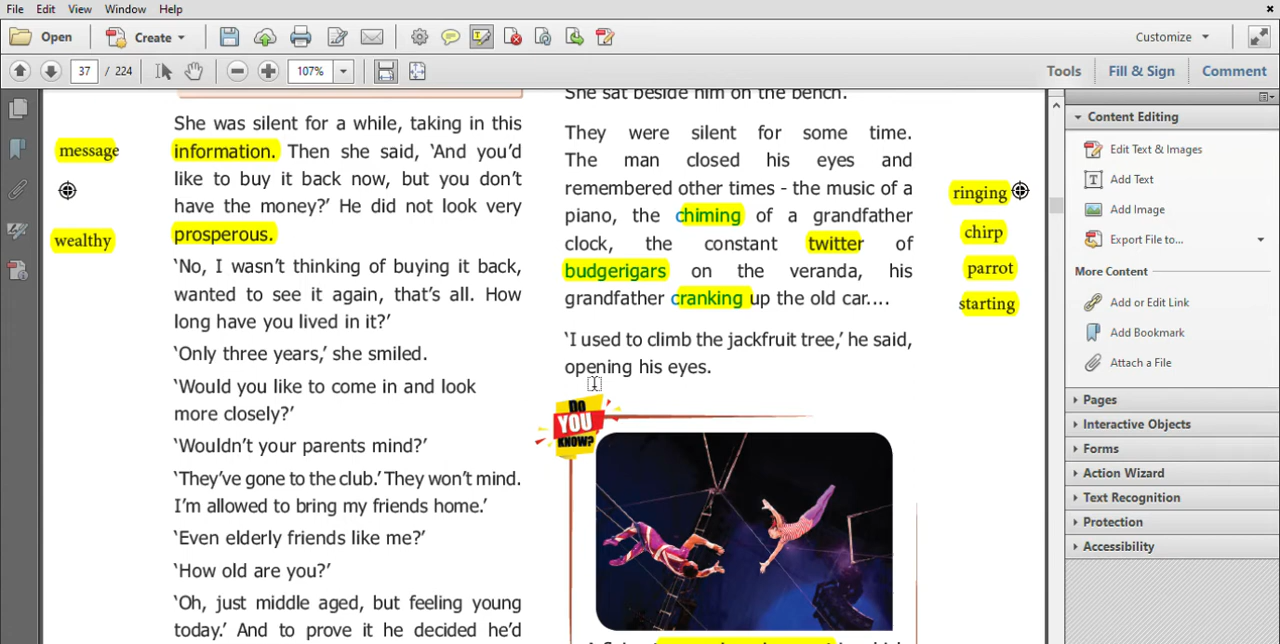 File Edit View Window Help
Open Create Customize
37 / 224 107% Tools Fill & Sign Comment
message
wealthy
She was silent for a while, taking in this
information. Then she said, ‘And you’d
like to buy it back now, but you don’t
have the money?’ He did not look very
prosperous.
‘No, I wasn’t thinking of buying it back,
wanted to see it again, that’s all. How
long have you lived in it?’
‘Only three years,’ she smiled.
‘Would you like to come in and look
more closely?’
‘Wouldn’t your parents mind?’
‘They’ve gone to the club.’ They won’t mind.
I’m allowed to bring my friends home.’
‘Even elderly friends like me?’
‘How old are you?’
‘Oh, just middle aged, but feeling young
today.’ And to prove it he decided he’d
She sat beside him on the bench.
They were silent for some time.
The man closed his eyes and
remembered other times - the music of a
piano, the chiming of a grandfather
clock, the constant twitter of
budgerigars on the veranda, his
grandfather cranking up the old car....
‘I used to climb the jackfruit tree,’ he said,
opening his eyes.
DO
YOU
KNOW?
ringing
chirp
parrot
starting
Content Editing
Edit Text & Images
Add Text
Add Image
Export File to...
More Content
Add or Edit Link
Add Bookmark
Attach a File
Pages
Interactive Objects
Forms
Action Wizard
Text Recognition
Protection
Accessibility